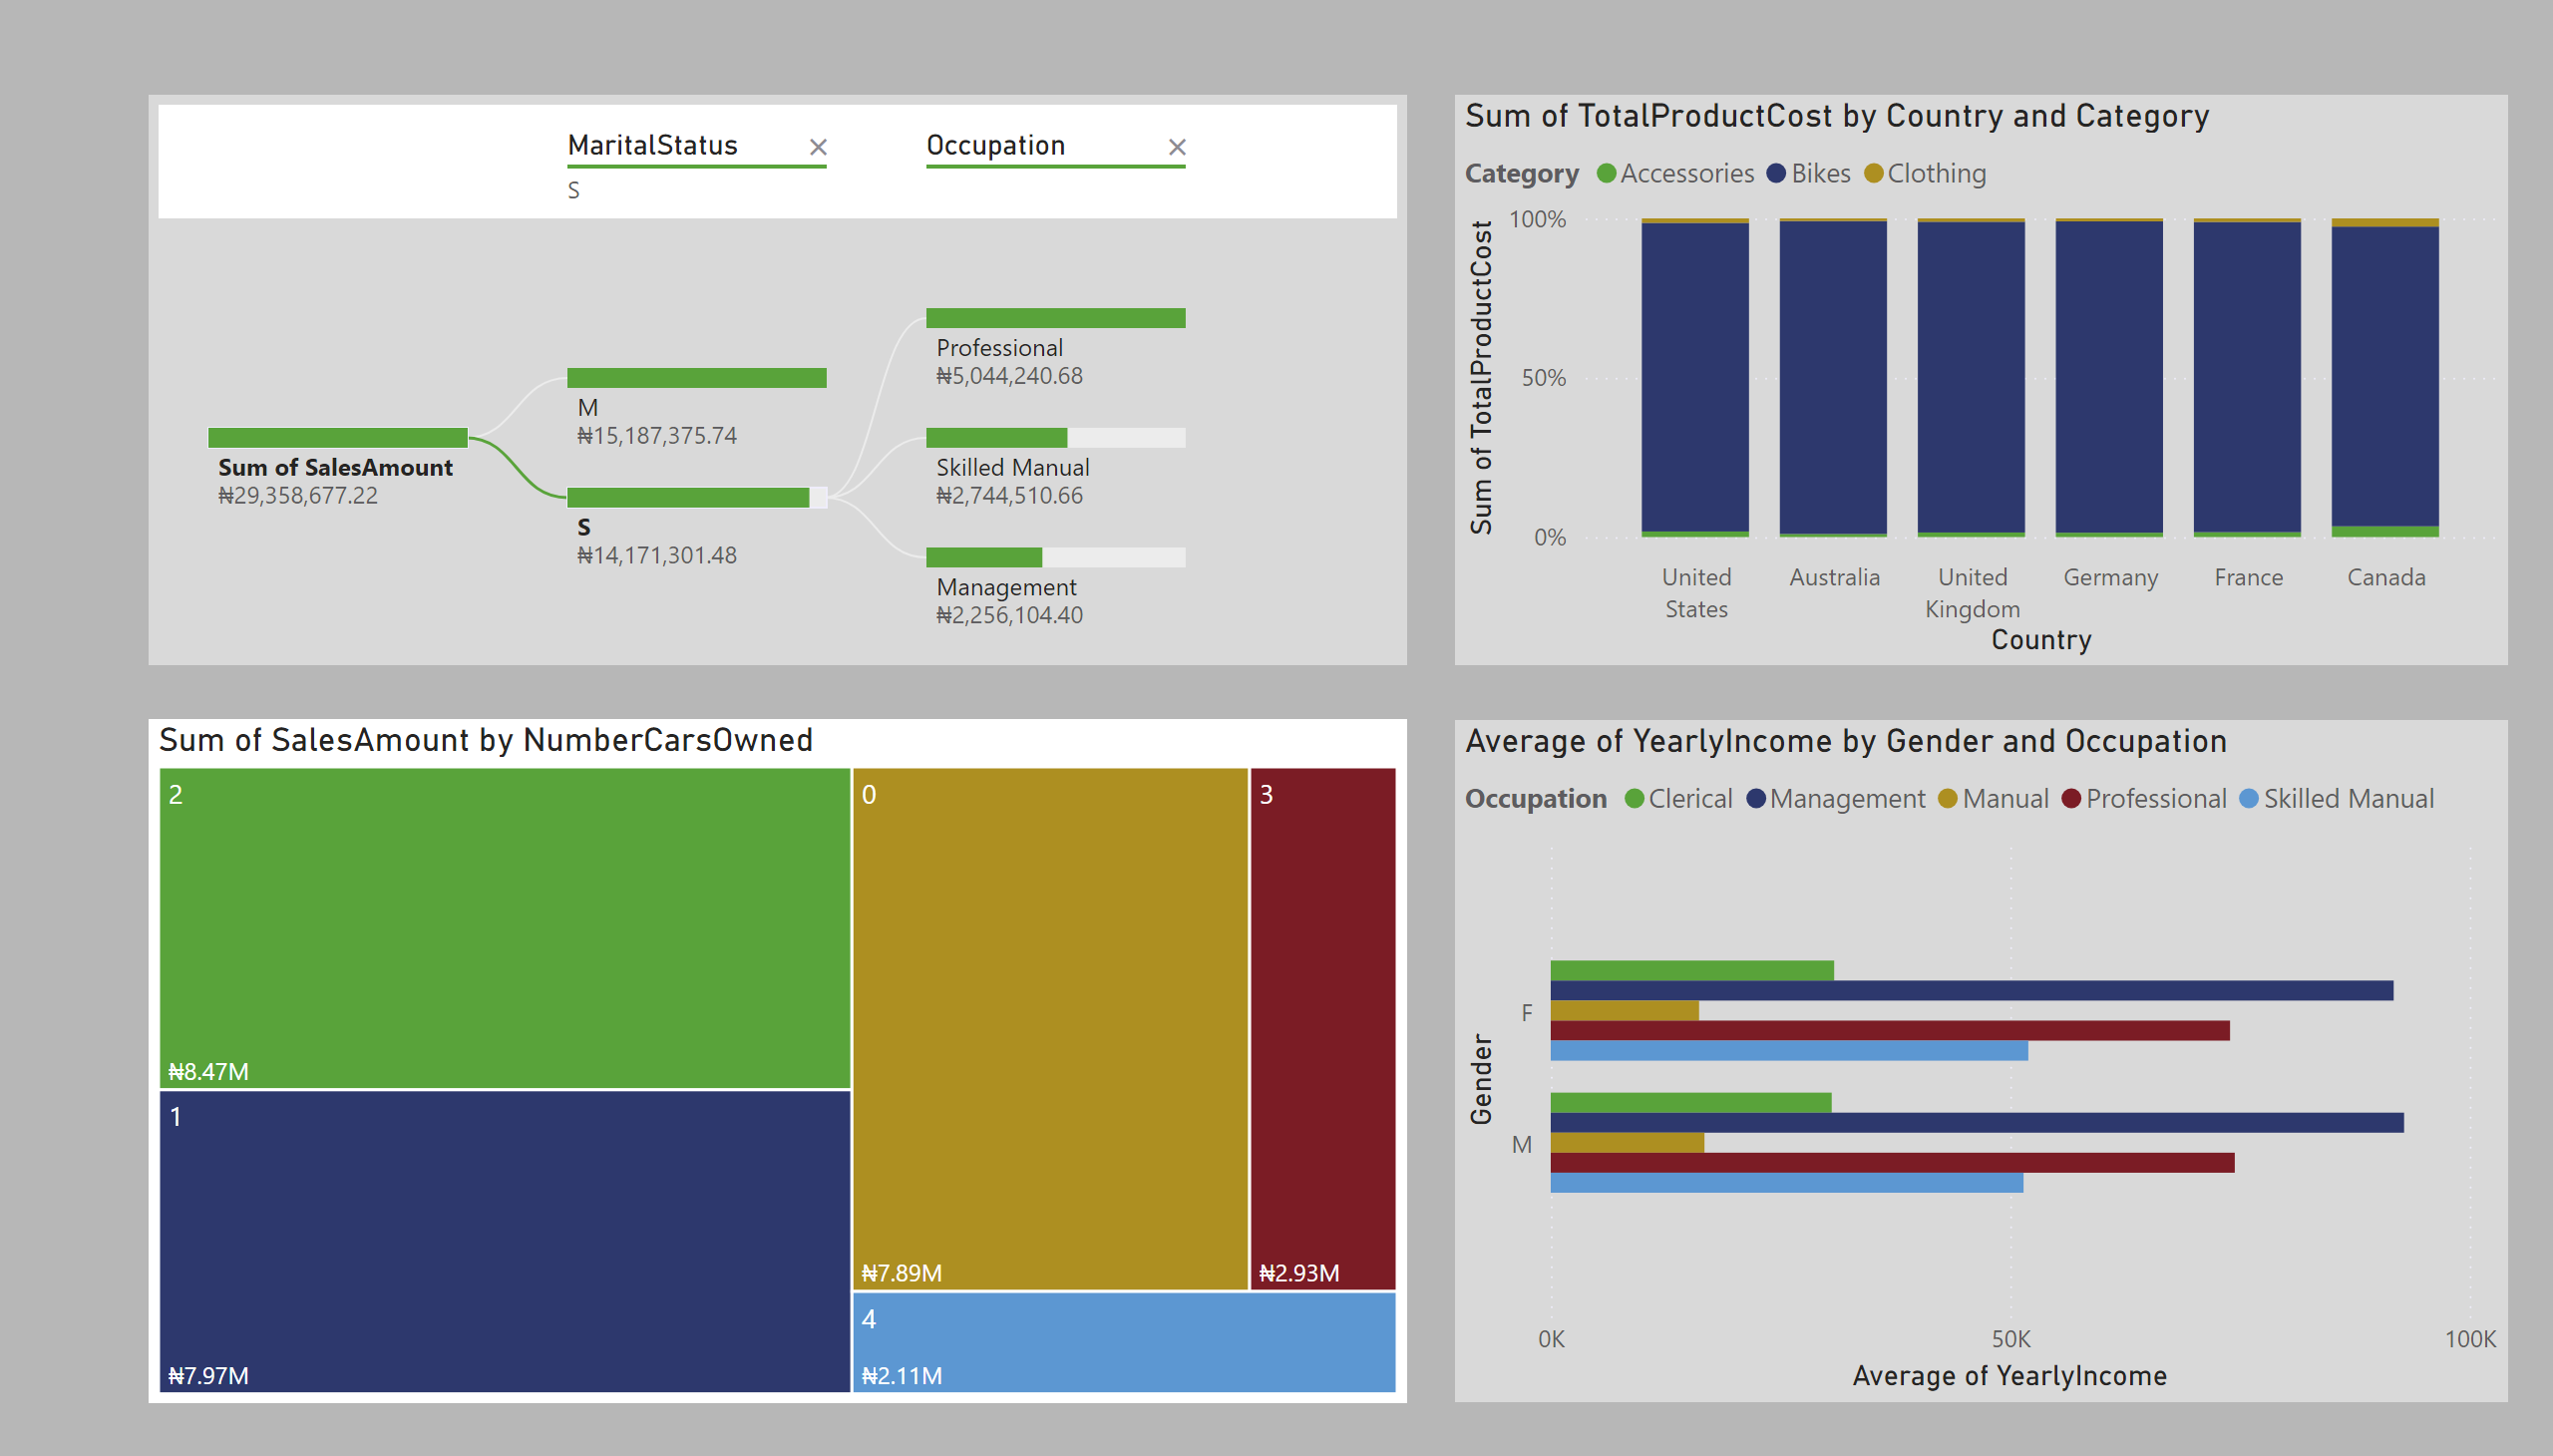 MaritalStatus ×
S
Occupation ×
Sum of SalesAmount
₦29,358,677.22
M
₦15,187,375.74
S
₦14,171,301.48
Professional
₦5,044,240.68
Skilled Manual
₦2,744,510.66
Management
₦2,256,104.40
Sum of TotalProductCost by Country and Category
Category Accessories Bikes Clothing
Sum of TotalProductCost
100%
50%
0%
United States
Australia
United Kingdom
Germany
France
Canada
Country
Sum of SalesAmount by NumberCarsOwned
2
₦8.47M
1
₦7.97M
0
₦7.89M
3
₦2.93M
4
₦2.11M
Average of YearlyIncome by Gender and Occupation
Occupation Clerical Management Manual Professional Skilled Manual
Gender
F
M
0K 50K 100K
Average of YearlyIncome